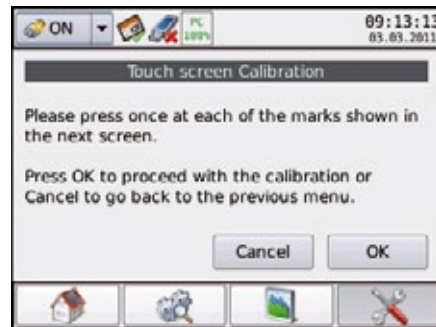 ON
PC
100%
09:13:13
03.03.2011
Touch screen Calibration
Please press once at each of the marks shown in
the next screen.
Press OK to proceed with the calibration or
Cancel to go back to the previous menu.
Cancel
OK